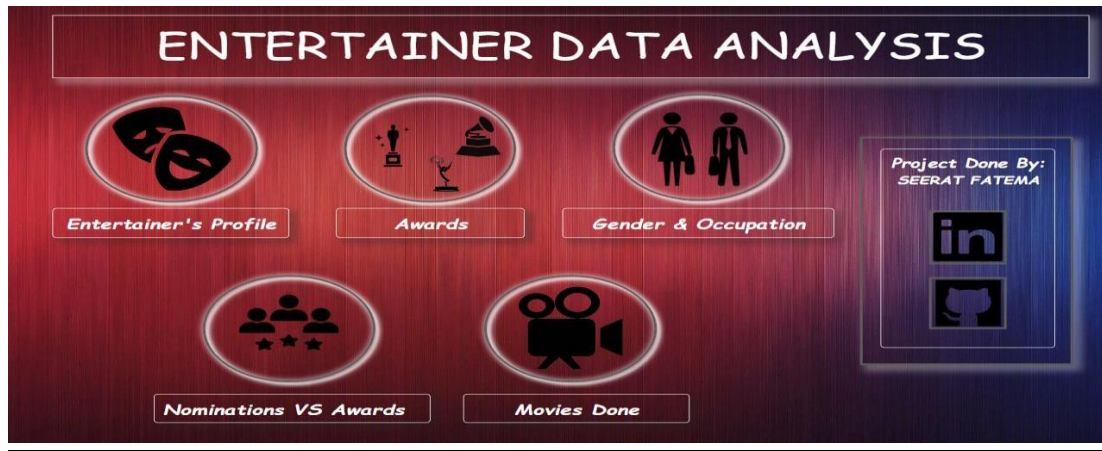 ENTERTAINER DATA ANALYSIS
Entertainer's Profile
Awards
Gender & Occupation
Project Done By:
SEERAT FATEMA
in
Nominations VS Awards
Movies Done